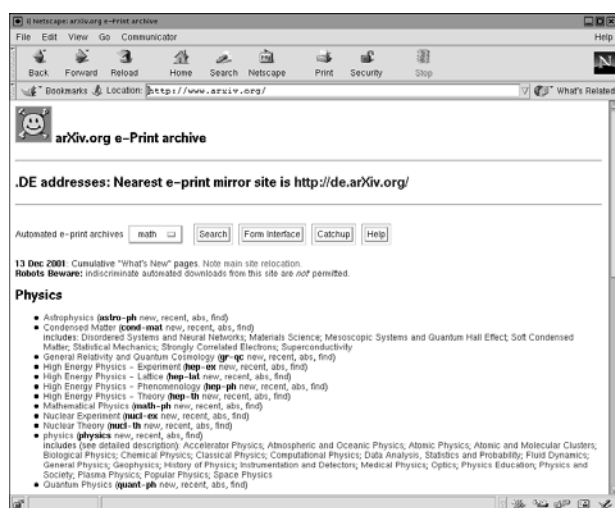 Netscape: arXiv.org e-Print archive
File Edit View Go Communicator Help
Back Forward Reload Home Search Netscape Print Security Stop
N
Bookmarks Location: http://www.arxiv.org/ What's Related
arXiv.org e-Print archive
.DE addresses: Nearest e-print mirror site is http://de.arXiv.org/
Automated e-print archives math Search Form Interface Catchup Help
13 Dec 2001: Cumulative "What's New" pages. Note main site relocation.
Robots Beware: indiscriminate automated downloads from this site are not permitted.
Physics
Astrophysics (astro-ph new, recent, abs, find)
Condensed Matter (cond-mat new, recent, abs, find)
includes: Disordered Systems and Neural Networks; Materials Science; Mesoscopic Systems and Quantum Hall Effect; Soft Condensed
Matter; Statistical Mechanics; Strongly Correlated Electrons; Superconductivity
General Relativity and Quantum Cosmology (gr-qc new, recent, abs, find)
High Energy Physics - Experiment (hep-ex new, recent, abs, find)
High Energy Physics - Lattice (hep-lat new, recent, abs, find)
High Energy Physics - Phenomenology (hep-ph new, recent, abs, find)
High Energy Physics - Theory (hep-th new, recent, abs, find)
Mathematical Physics (math-ph new, recent, abs, find)
Nuclear Experiment (nucl-ex new, recent, abs, find)
Nuclear Theory (nucl-th new, recent, abs, find)
physics (physics new, recent, abs, find)
includes (see detailed description): Accelerator Physics; Atmospheric and Oceanic Physics; Atomic Physics; Atomic and Molecular Clusters;
Biological Physics; Chemical Physics; Classical Physics; Computational Physics; Data Analysis, Statistics and Probability; Fluid Dynamics;
General Physics; Geophysics; History of Physics; Instrumentation and Detectors; Medical Physics; Optics; Physics Education; Physics and
Society; Plasma Physics; Popular Physics; Space Physics
Quantum Physics (quant-ph new, recent, abs, find)